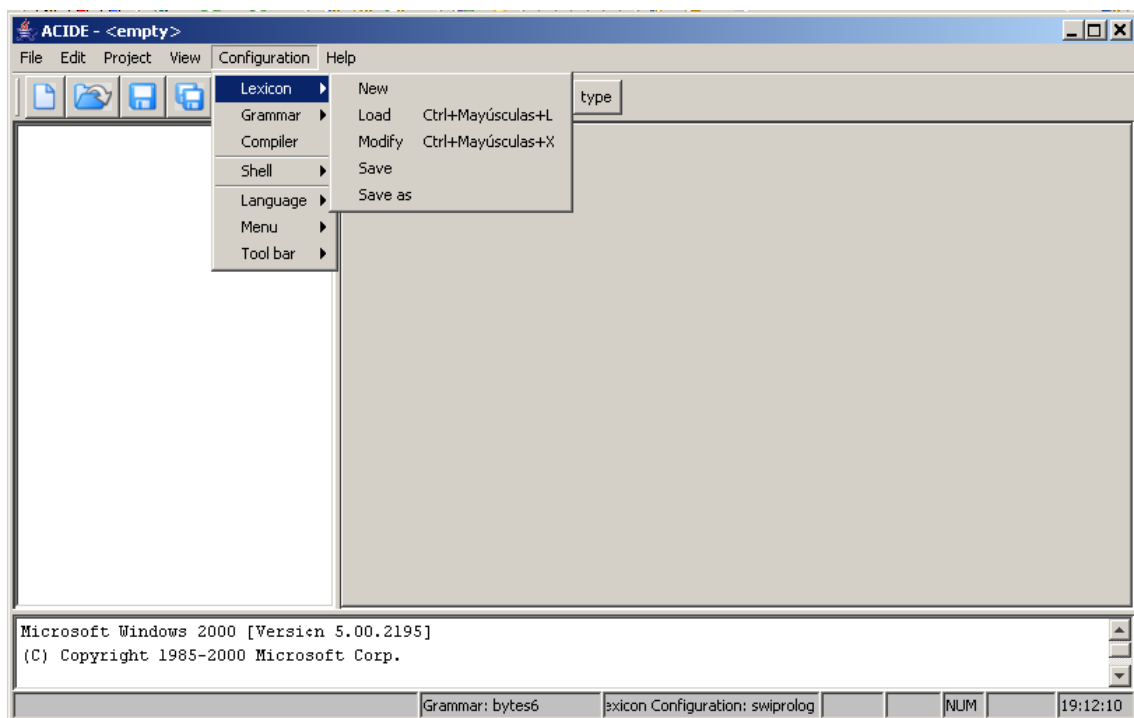 ACIDE - <empty>
File Edit Project View Configuration Help
type
Lexicon
Grammar
Compiler
Shell
Language
Menu
Tool bar
New
Load Ctrl+Mayúsculas+L
Modify Ctrl+Mayúsculas+X
Save
Save as
Microsoft Windows 2000 [Versi¢n 5.00.2195]
(C) Copyright 1985-2000 Microsoft Corp.
Grammar: bytes6 exicon Configuration: swiprolog NUM 19:12:10